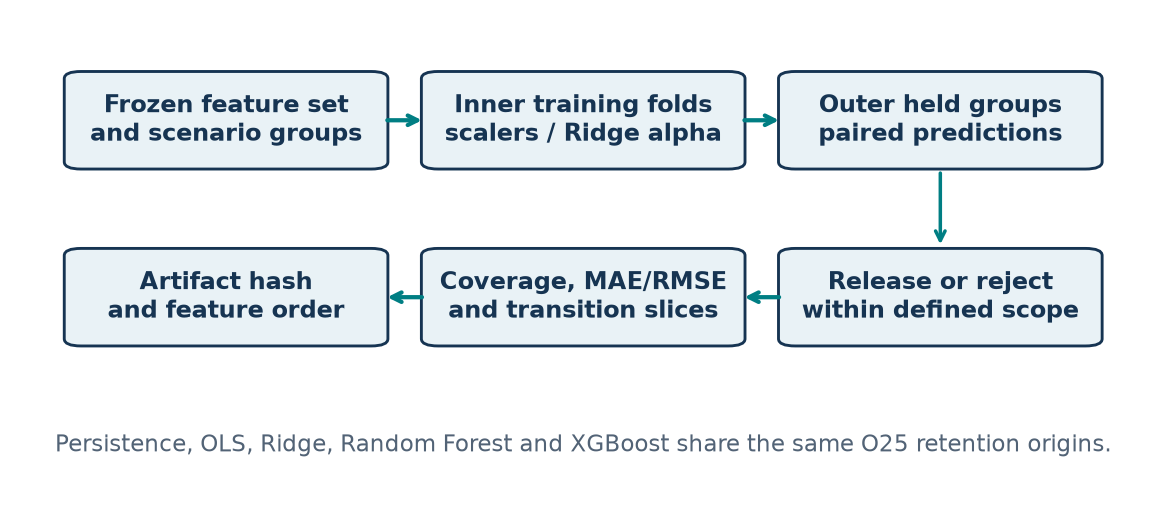 Frozen feature set
and scenario groups
Inner training folds
scalers / Ridge alpha
Outer held groups
paired predictions
Artifact hash
and feature order
Coverage, MAE/RMSE
and transition slices
Release or reject
within defined scope
Persistence, OLS, Ridge, Random Forest and XGBoost share the same O25 retention origins.